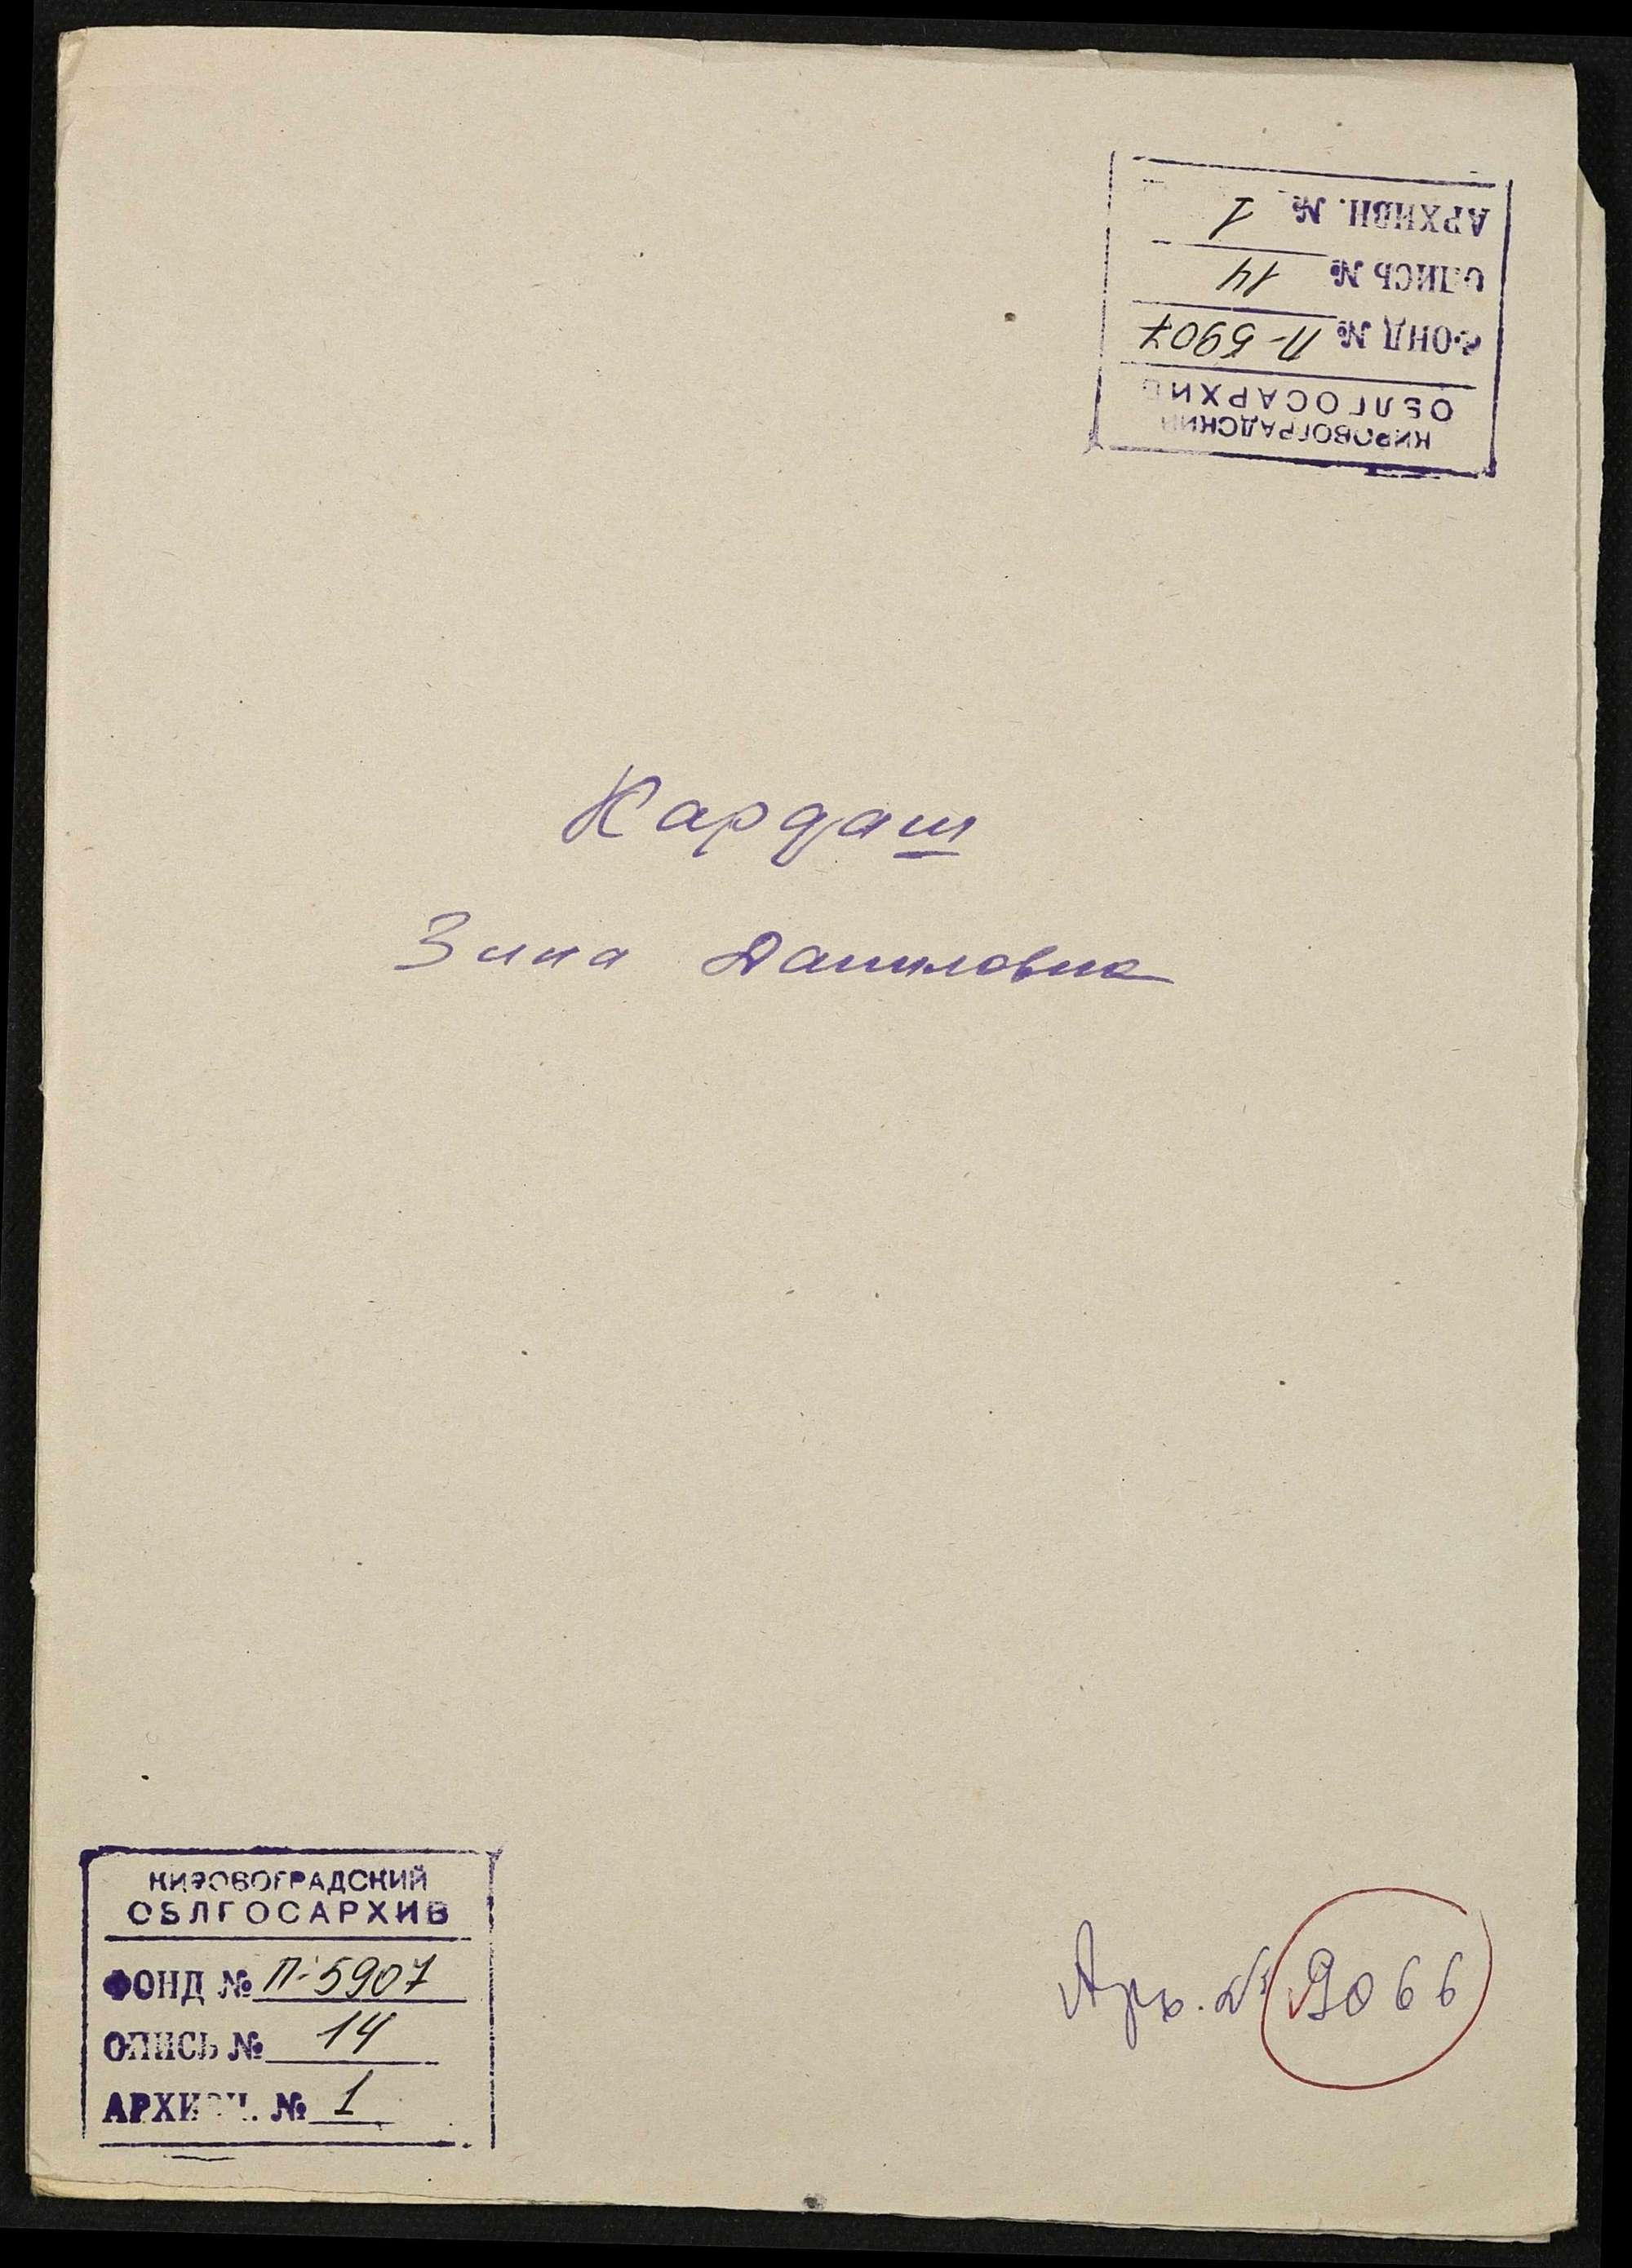 КИРОВОГРАДСКИЙ
ОБЛГОСАРХИВ
ФОНД № П-5907
ОПИСЬ № 14
АРХИВН. № 1
Кардаш
Зина Даниловна
КИРОВОГРАДСКИЙ
ОБЛГОСАРХИВ
ФОНД № П-5907
ОПИСЬ № 14
АРХИВН. № 1
Арх. № 9066